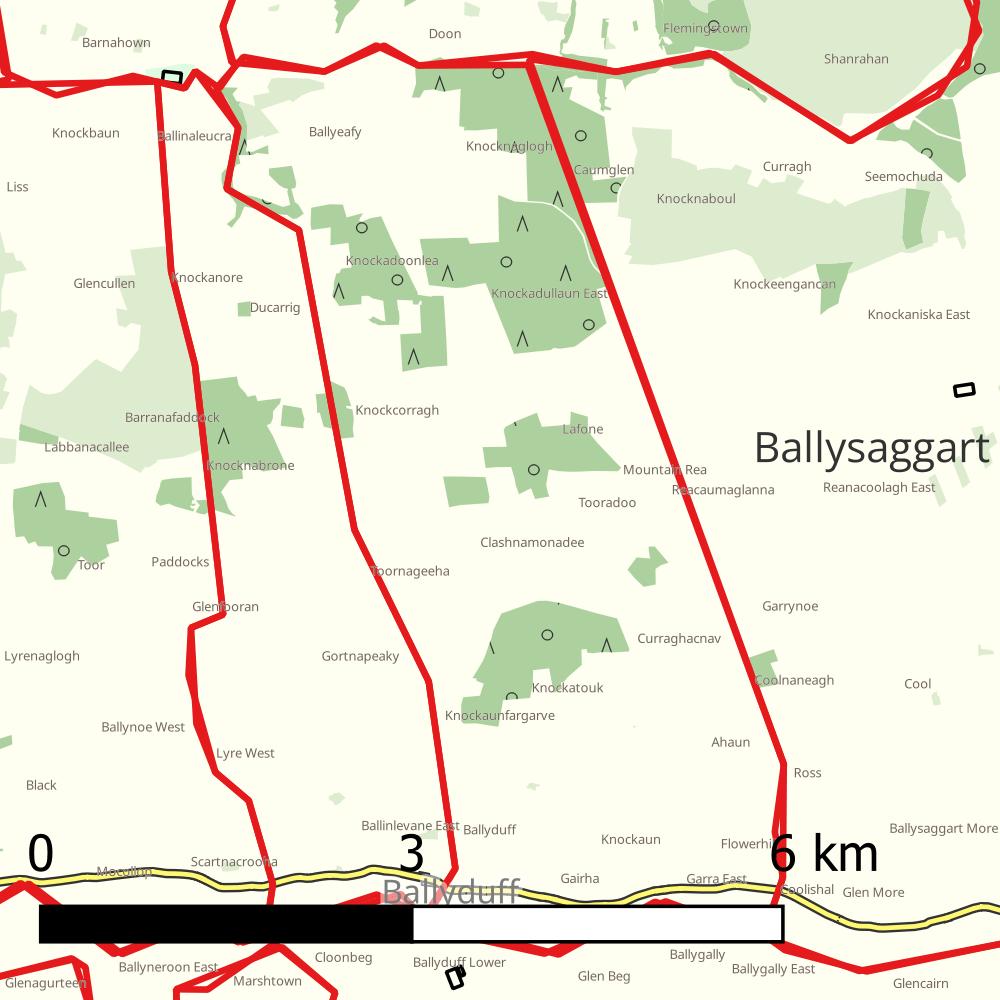 Doon
Flemingstown
Barnahown
Shanrahan
Knockbaun
Ballinaleucra
Ballyeafy
Knocknaglogh
Caumglen
Curragh
Seemochuda
Liss
Knocknaboul
Knockadoonlea
Glencullen
Knockanore
Knockadullaun East
Knockeengancan
Ducarrig
Knockaniska East
Knockcorragh
Barranafaddock
Lafone
Labbanacallee
Ballysaggart
Knocknabrone
Mountain Rea
Reacaumaglanna
Reanacoolagh East
Tooradoo
Clashnamonadee
Toor
Paddocks
Toornageeha
Glenfooran
Garrynoe
Curraghacnav
Lyrenaglogh
Gortnapeaky
Coolnaneagh
Cool
Knockatouk
Knockaunfargarve
Ballynoe West
Ahaun
Lyre West
Ross
Black
Ballinlevane East
Ballyduff
Ballysaggart More
Knockaun
Flowerhi
0
3
6 km
Scartnacrooha
Mocollop
Gairha
Garra East
Coolishal
Glen More
Ballyduff
Ballygally
Cloonbeg
Ballyduff Lower
Ballyneroon East
Ballygally East
Glen Beg
Glenagurteen
Marshtown
Glencairn